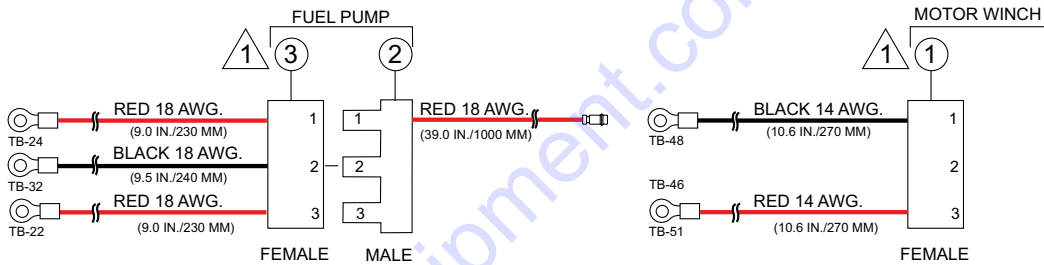 FUEL PUMP
MOTOR WINCH
1 3 2 1 1
RED 18 AWG.
(9.0 IN./230 MM)
TB-24
BLACK 18 AWG.
(9.5 IN./240 MM)
TB-32
RED 18 AWG.
(9.0 IN./230 MM)
TB-22
1
2
3
FEMALE
1
2
3
MALE
RED 18 AWG.
(39.0 IN./1000 MM)
BLACK 14 AWG.
(10.6 IN./270 MM)
TB-48
TB-46
RED 14 AWG.
(10.6 IN./270 MM)
TB-51
1
2
3
FEMALE